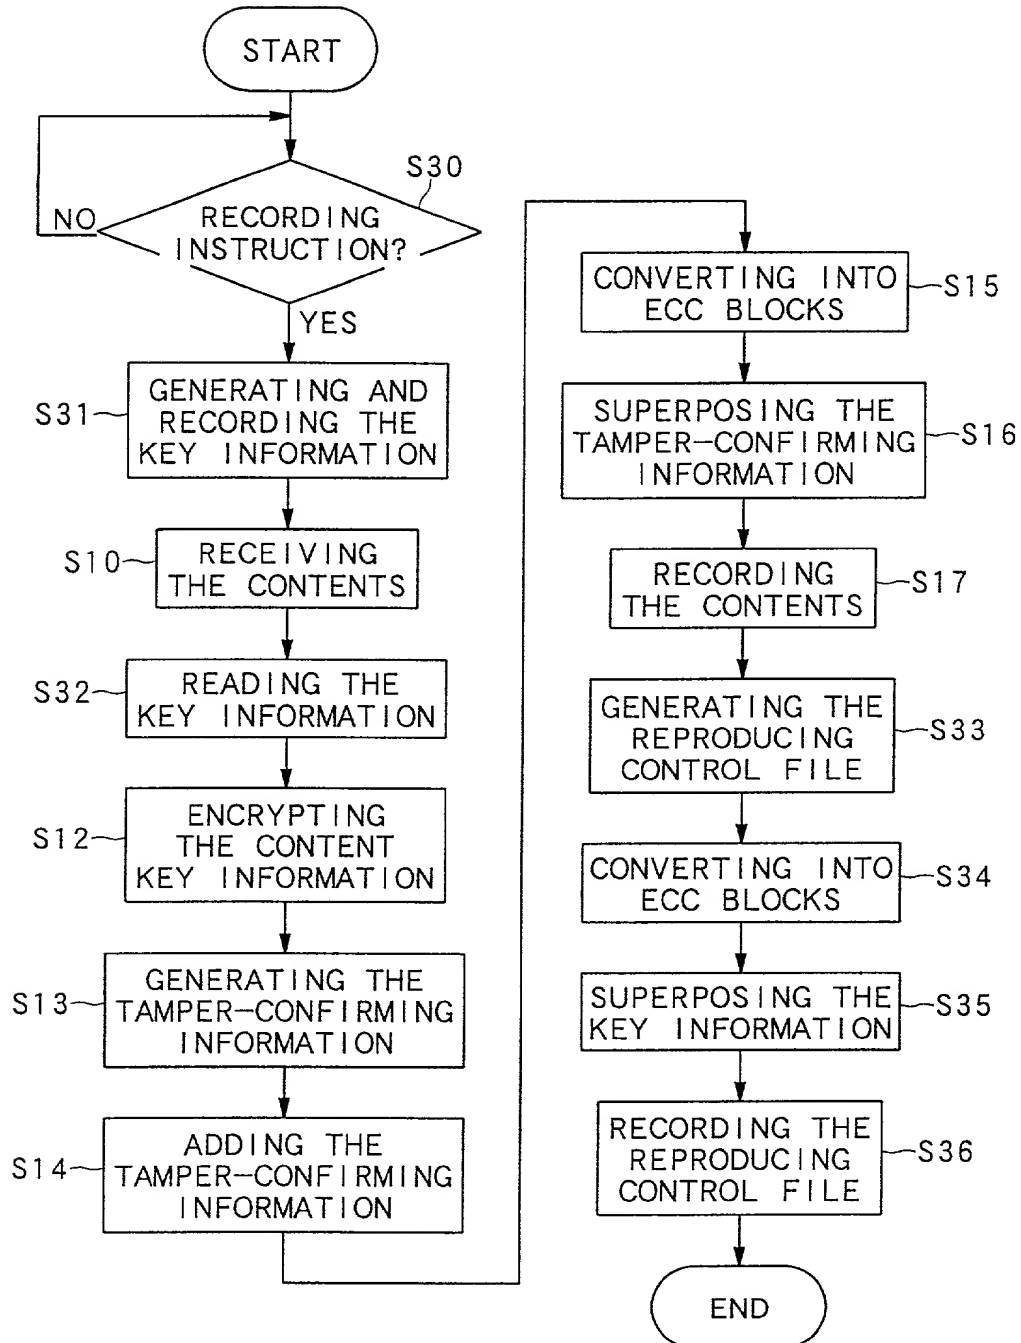 START
S30
NO
RECORDING
INSTRUCTION?
YES
S31
GENERATING AND
RECORDING THE
KEY INFORMATION
S10
RECEIVING
THE CONTENTS
S32
READING THE
KEY INFORMATION
S12
ENCRYPTING
THE CONTENT
KEY INFORMATION
S13
GENERATING THE
TAMPER-CONFIRMING
INFORMATION
S14
ADDING THE
TAMPER-CONFIRMING
INFORMATION
CONVERTING INTO
ECC BLOCKS
S15
SUPERPOSING THE
TAMPER-CONFIRMING
INFORMATION
S16
RECORDING
THE CONTENTS
S17
GENERATING THE
REPRODUCING
CONTROL FILE
S33
CONVERTING INTO
ECC BLOCKS
S34
SUPERPOSING THE
KEY INFORMATION
S35
RECORDING THE
REPRODUCING
CONTROL FILE
S36
END